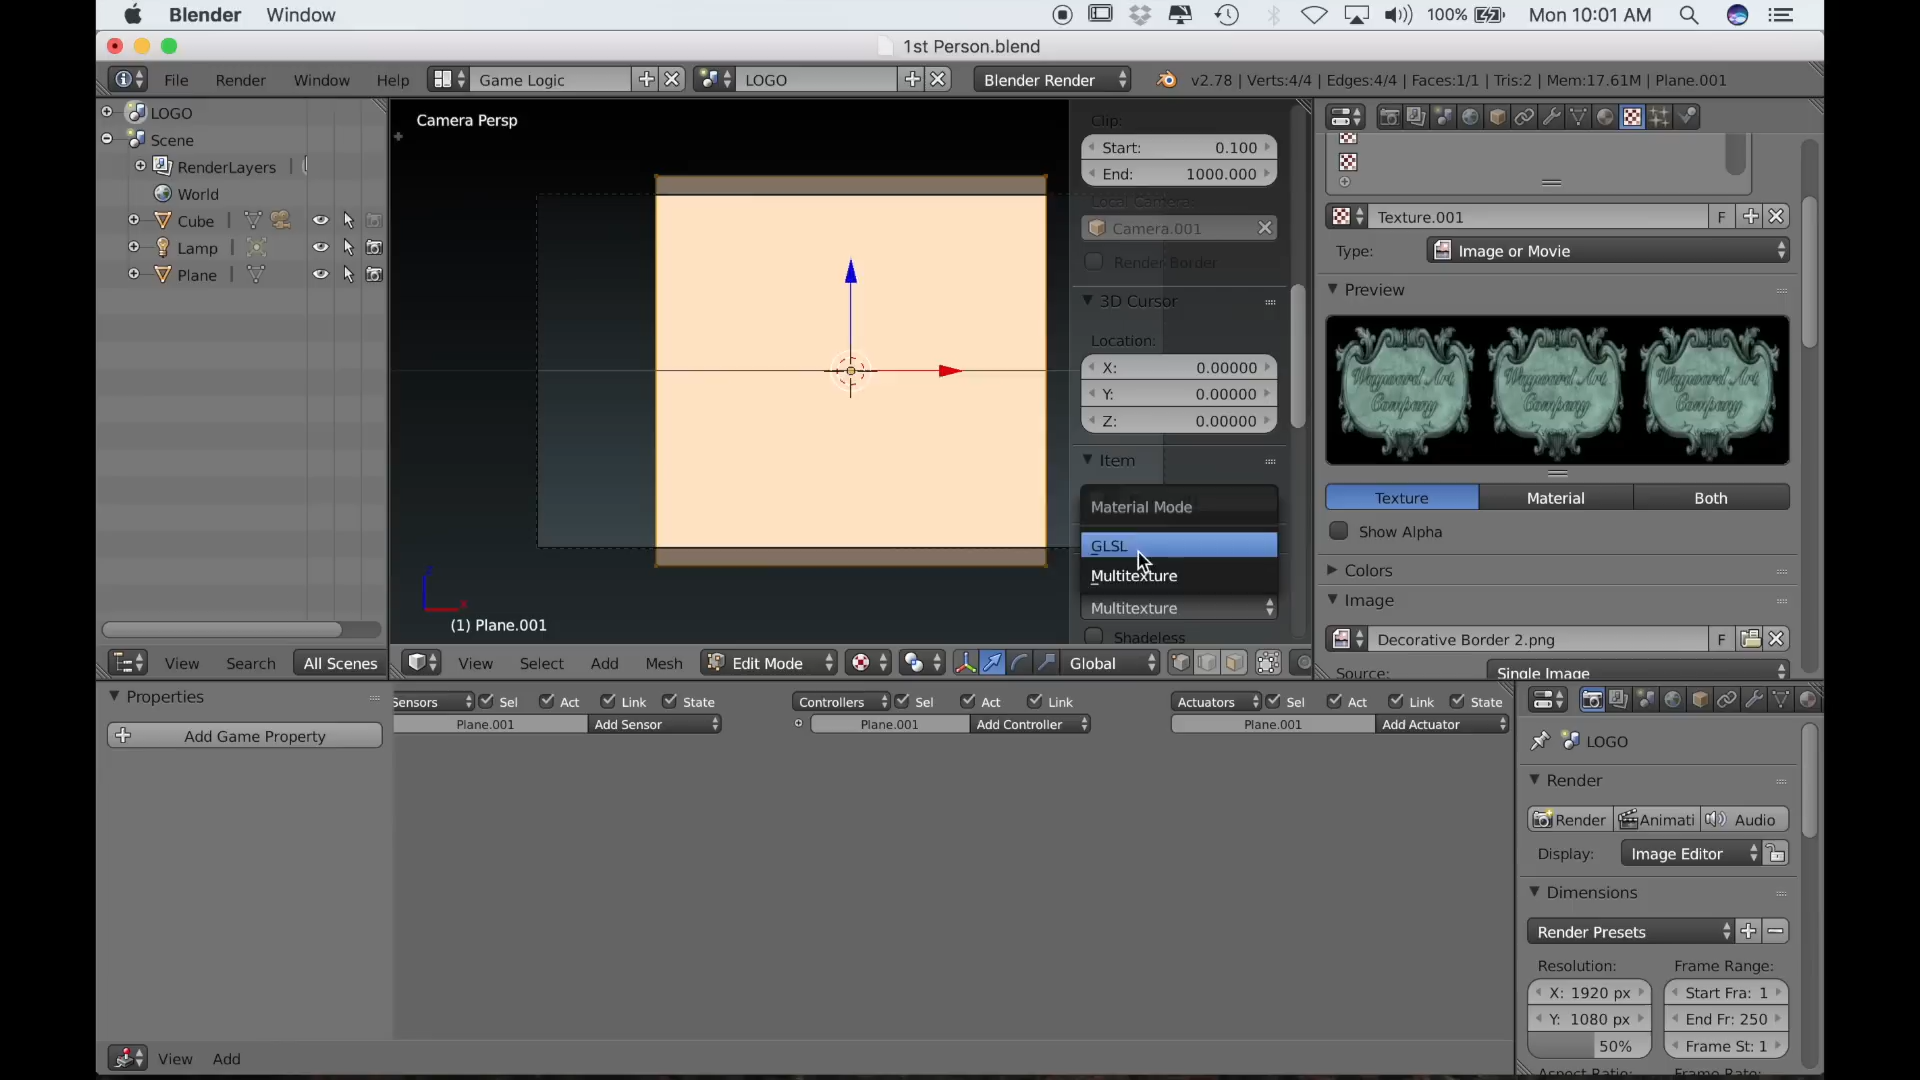 Blender Window 100% Mon 10:01 AM
1st Person.blend
File Render Window Help Game Logic LOGO Blender Render v2.78 | Verts:4/4 | Edges:4/4 | Faces:1/1 | Tris:2 | Mem:17.61M | Plane.001
LOGO
Scene
RenderLayers |
World
Cube |
Lamp |
Plane |
View Search All Scenes
Camera Persp
(1) Plane.001
Clip:
Start: 0.100
End: 1000.000
Local Camera:
Camera.001
Render Border
3D Cursor
Location:
X: 0.00000
Y: 0.00000
Z: 0.00000
Item
Material Mode
GLSL
Multitexture
Multitexture
Shadeless
View Select Add Mesh Edit Mode Global
Texture.001 F
Type: Image or Movie
Preview
Wayward Art Company Wayward Art Company Wayward Art Company
Texture Material Both
Show Alpha
Colors
Image
Decorative Border 2.png F
Source: Single Image
Properties
Add Game Property
Sensors Sel Act Link State Controllers Sel Act Link Actuators Sel Act Link State
Plane.001 Add Sensor Plane.001 Add Controller Plane.001 Add Actuator
LOGO
Render
Render Animati Audio
Display: Image Editor
Dimensions
Render Presets
Resolution: Frame Range:
X: 1920 px Start Fra: 1
Y: 1080 px End Fr: 250
50% Frame St: 1
Aspect Ratio: Frame Rate:
View Add